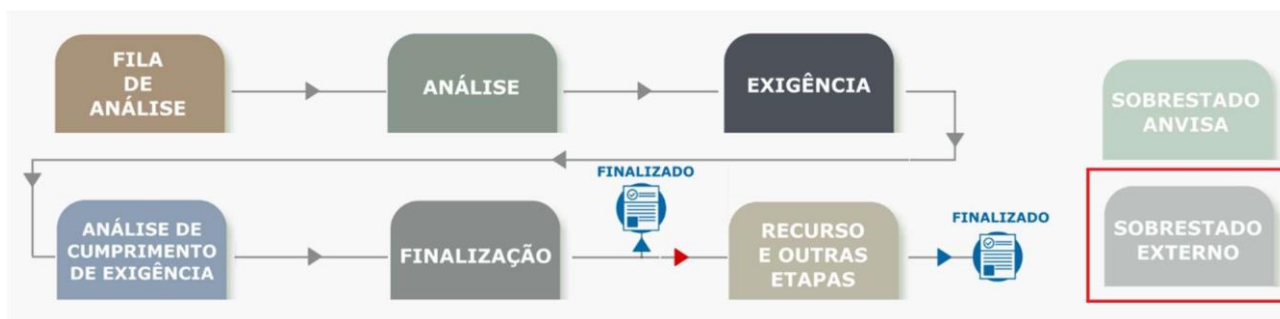 FILA
DE
ANÁLISE
ANÁLISE
EXIGÊNCIA
SOBRESTADO
ANVISA
ANÁLISE DE
CUMPRIMENTO
DE EXIGÊNCIA
FINALIZAÇÃO
FINALIZADO
RECURSO
E OUTRAS
ETAPAS
FINALIZADO
SOBRESTADO
EXTERNO